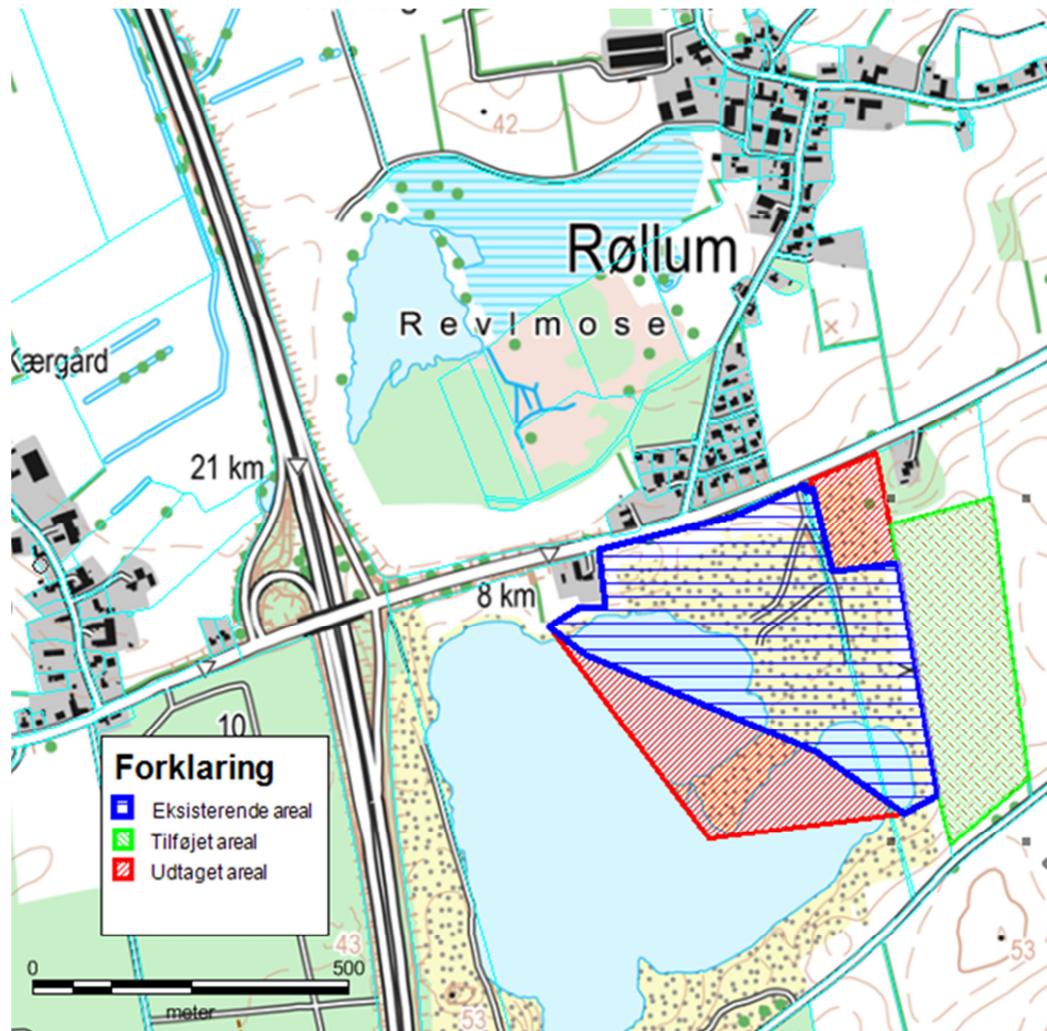 42
Røllum
Revlmose
Kærgård
21 km
8 km
10
Forklaring
Eksisterende areal
Tilføjet areal
Udtaget areal
43
53
0 500
meter
53